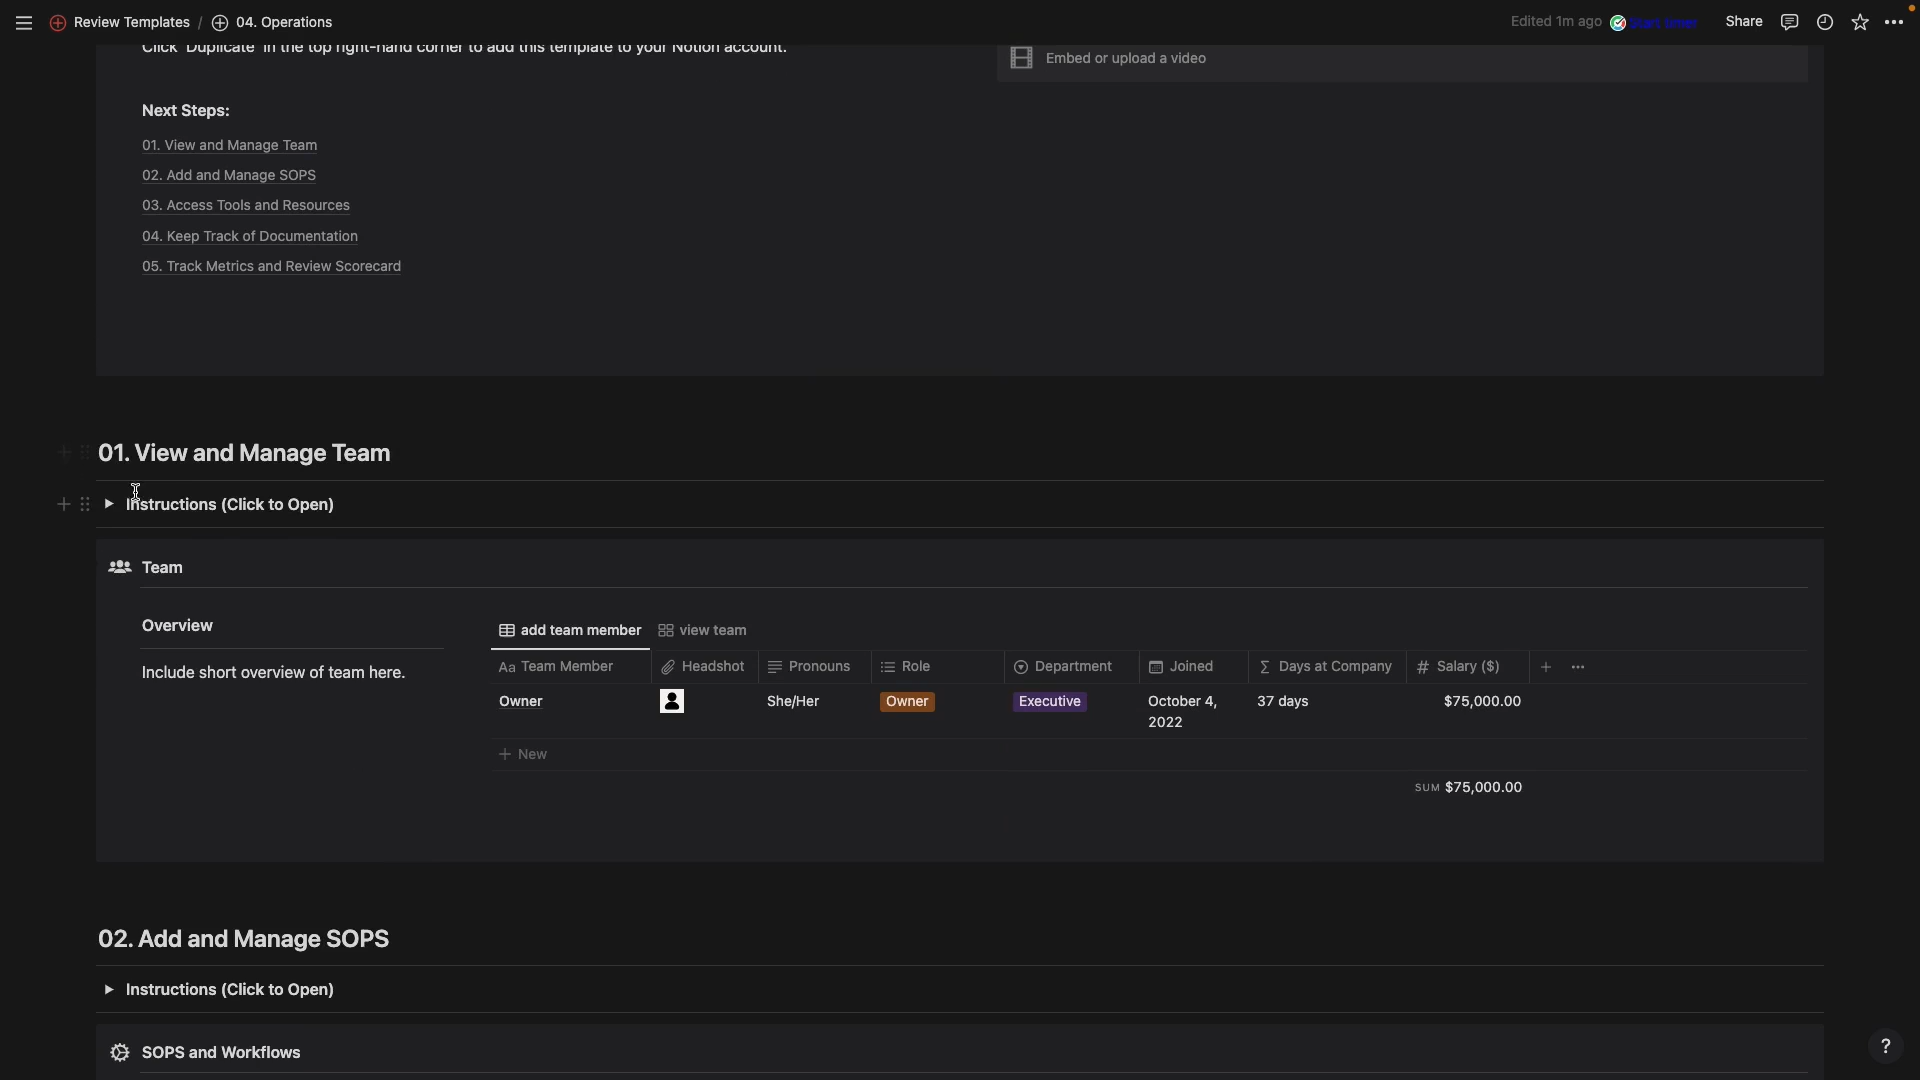 Review Templates / 04. Operations
Edited 1m ago
Share
Click "Duplicate" in the top right-hand corner to add this template to your Notion account.
Embed or upload a video
Next Steps:
01. View and Manage Team
02. Add and Manage SOPS
03. Access Tools and Resources
04. Keep Track of Documentation
05. Track Metrics and Review Scorecard
01. View and Manage Team
Instructions (Click to Open)
Team
Overview
Include short overview of team here.
add team member view team
Aa Team Member Headshot Pronouns Role Department Joined Σ Days at Company # Salary ($)
Owner She/Her Owner Executive October 4, 2022 37 days $75,000.00
+ New
SUM $75,000.00
02. Add and Manage SOPS
Instructions (Click to Open)
SOPS and Workflows
?